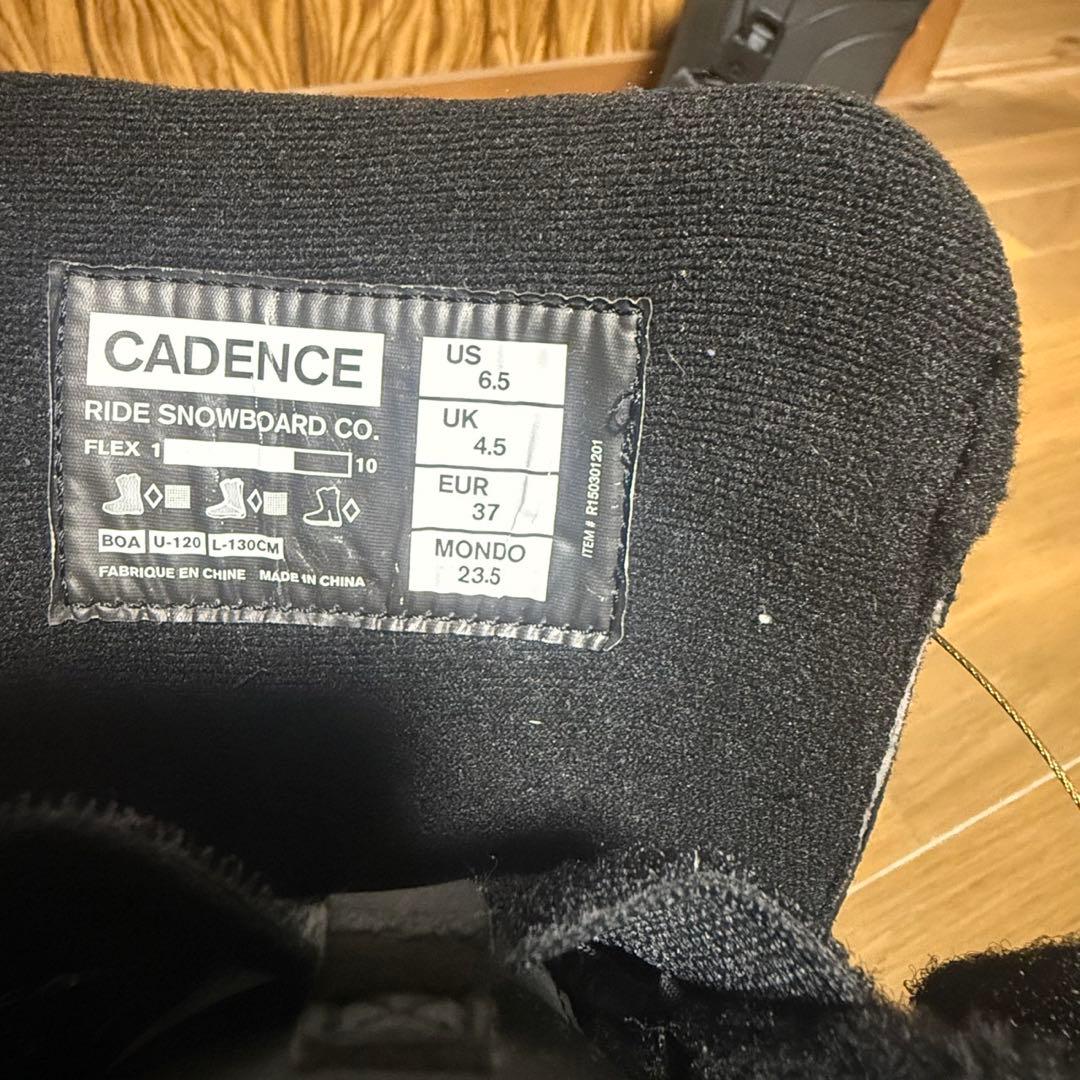 CADENCE
RIDE SNOWBOARD CO.
FLEX 1 10
BOA U-120 L-130CM
FABRIQUE EN CHINE MADE IN CHINA
US
6.5
UK
4.5
EUR
37
MONDO
23.5
ITEM # R150301201